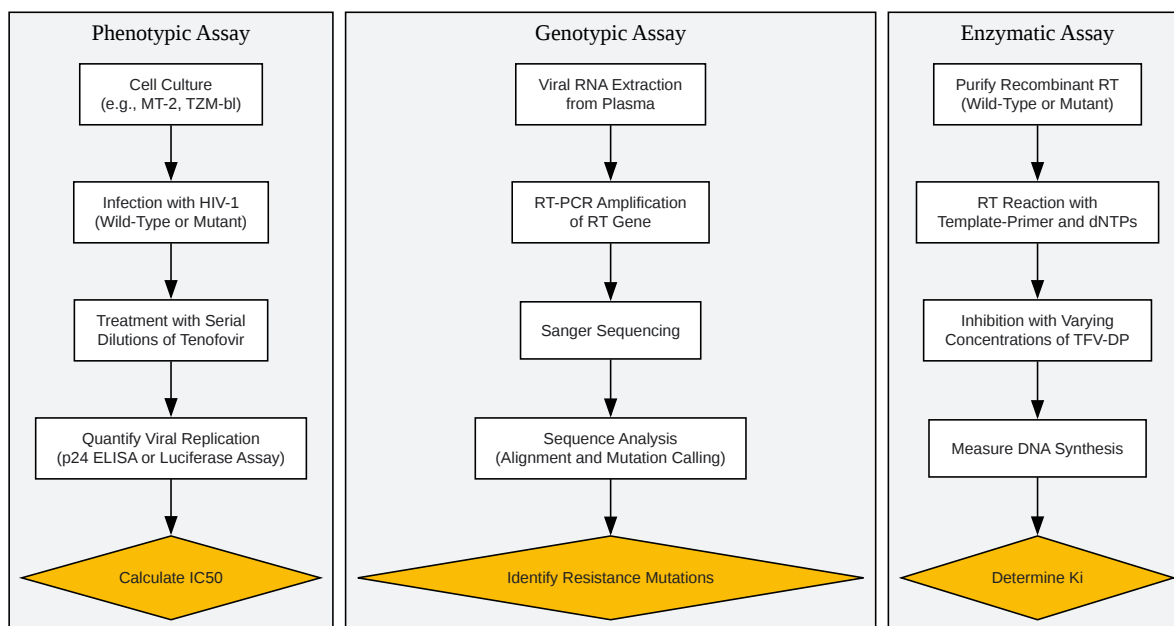 Phenotypic Assay
Cell Culture
(e.g., MT-2, TZM-bl)
Infection with HIV-1
(Wild-Type or Mutant)
Treatment with Serial
Dilutions of Tenofovir
Quantify Viral Replication
(p24 ELISA or Luciferase Assay)
Calculate IC50
Genotypic Assay
Viral RNA Extraction
from Plasma
RT-PCR Amplification
of RT Gene
Sanger Sequencing
Sequence Analysis
(Alignment and Mutation Calling)
Identify Resistance Mutations
Enzymatic Assay
Purify Recombinant RT
(Wild-Type or Mutant)
RT Reaction with
Template-Primer and dNTPs
Inhibition with Varying
Concentrations of TFV-DP
Measure DNA Synthesis
Determine Ki